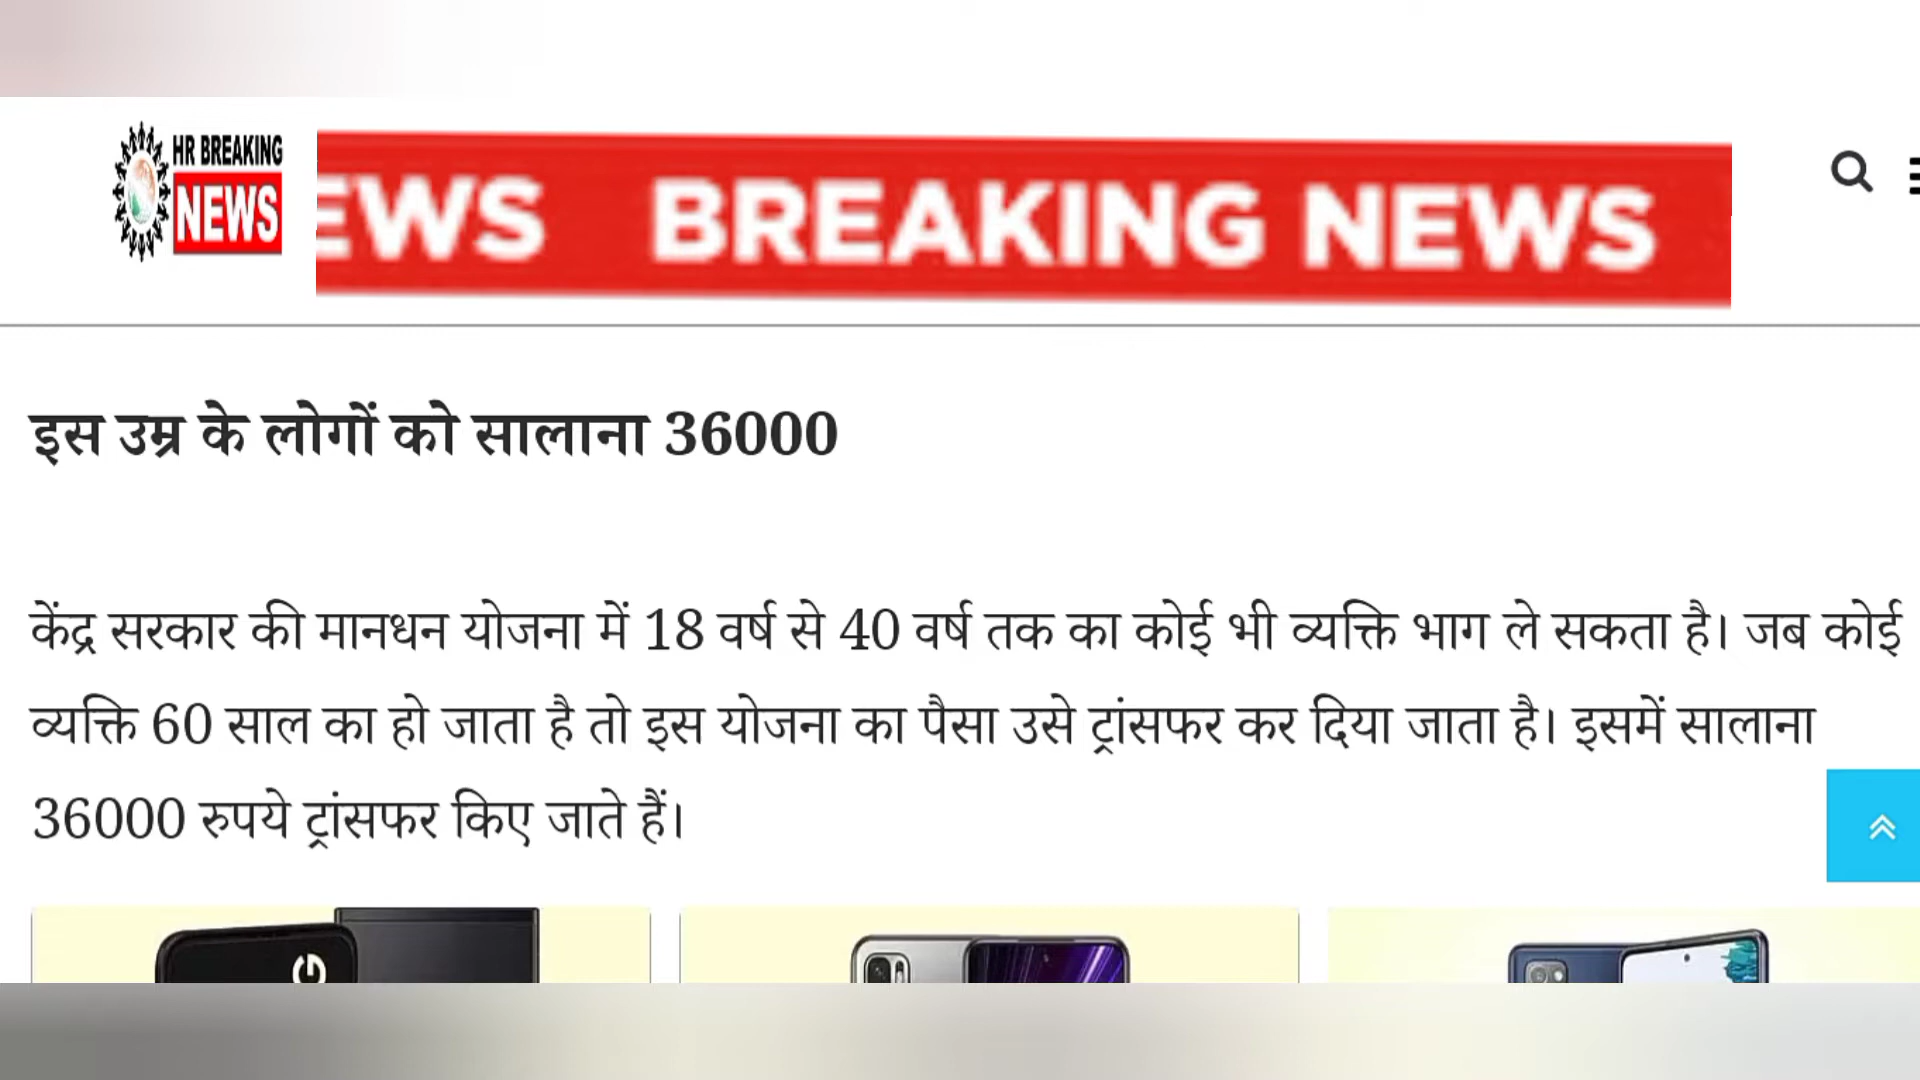 HR BREAKING
NEWS
EWS BREAKING NEWS
इस उम्र के लोगों को सालाना 36000
केंद्र सरकार की मानधन योजना में 18 वर्ष से 40 वर्ष तक का कोई भी व्यक्ति भाग ले सकता है। जब कोई
व्यक्ति 60 साल का हो जाता है तो इस योजना का पैसा उसे ट्रांसफर कर दिया जाता है। इसमें सालाना
36000 रुपये ट्रांसफर किए जाते हैं।
G